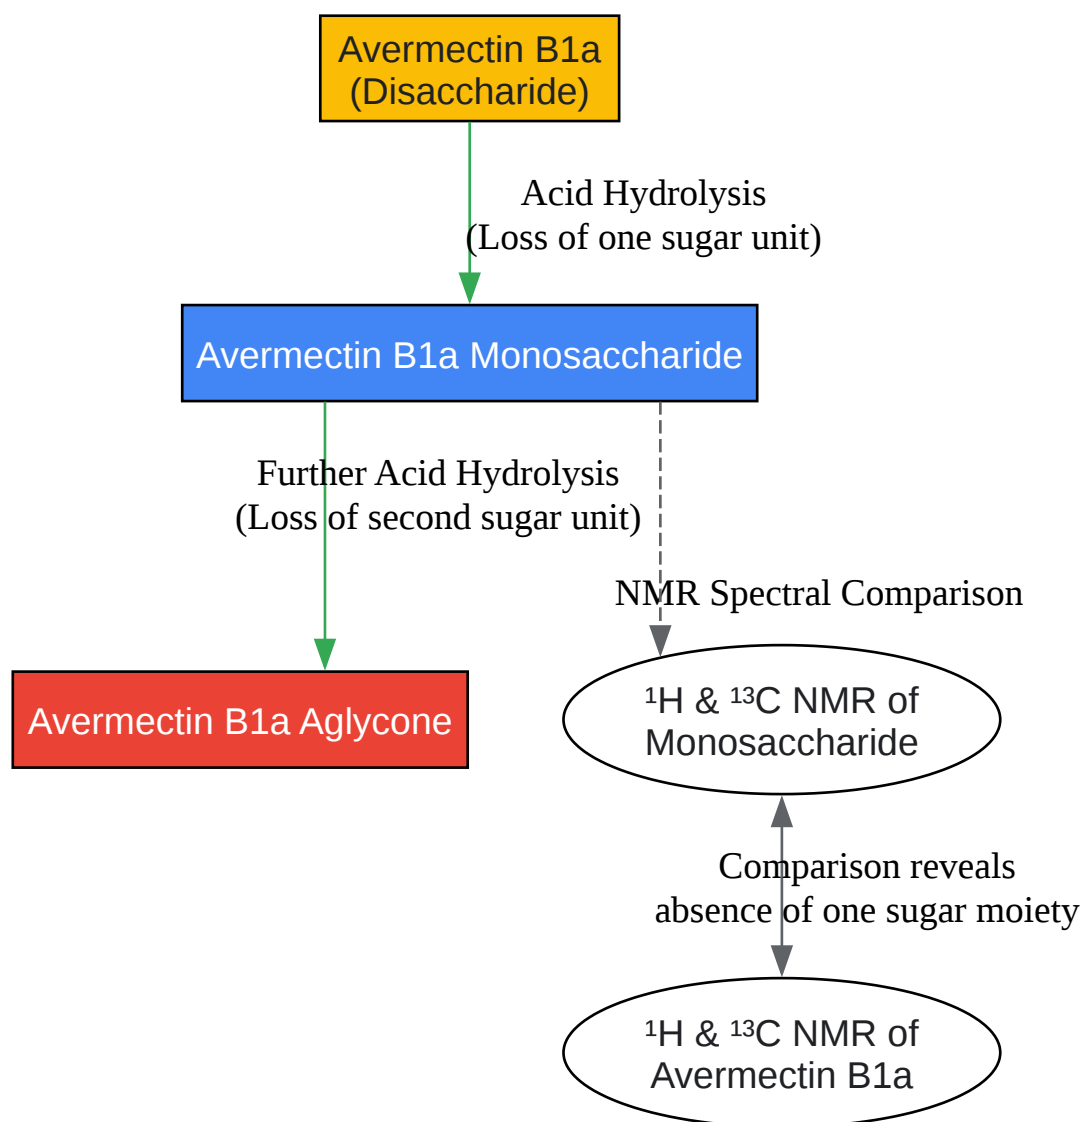 Avermectin B1a
(Disaccharide)
Acid Hydrolysis
(Loss of one sugar unit)
Avermectin B1a Monosaccharide
Further Acid Hydrolysis
(Loss of second sugar unit)
NMR Spectral Comparison
Avermectin B1a Aglycone
¹H & ¹³C NMR of
Monosaccharide
Comparison reveals
absence of one sugar moiety
¹H & ¹³C NMR of
Avermectin B1a